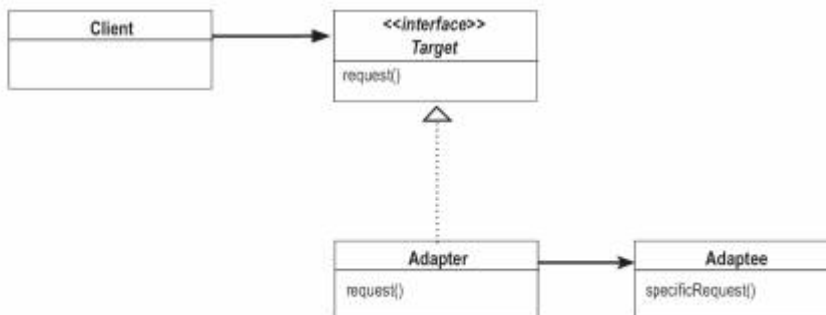 Client
<<interface>>
Target
request()
Adapter
request()
Adaptee
specificRequest()